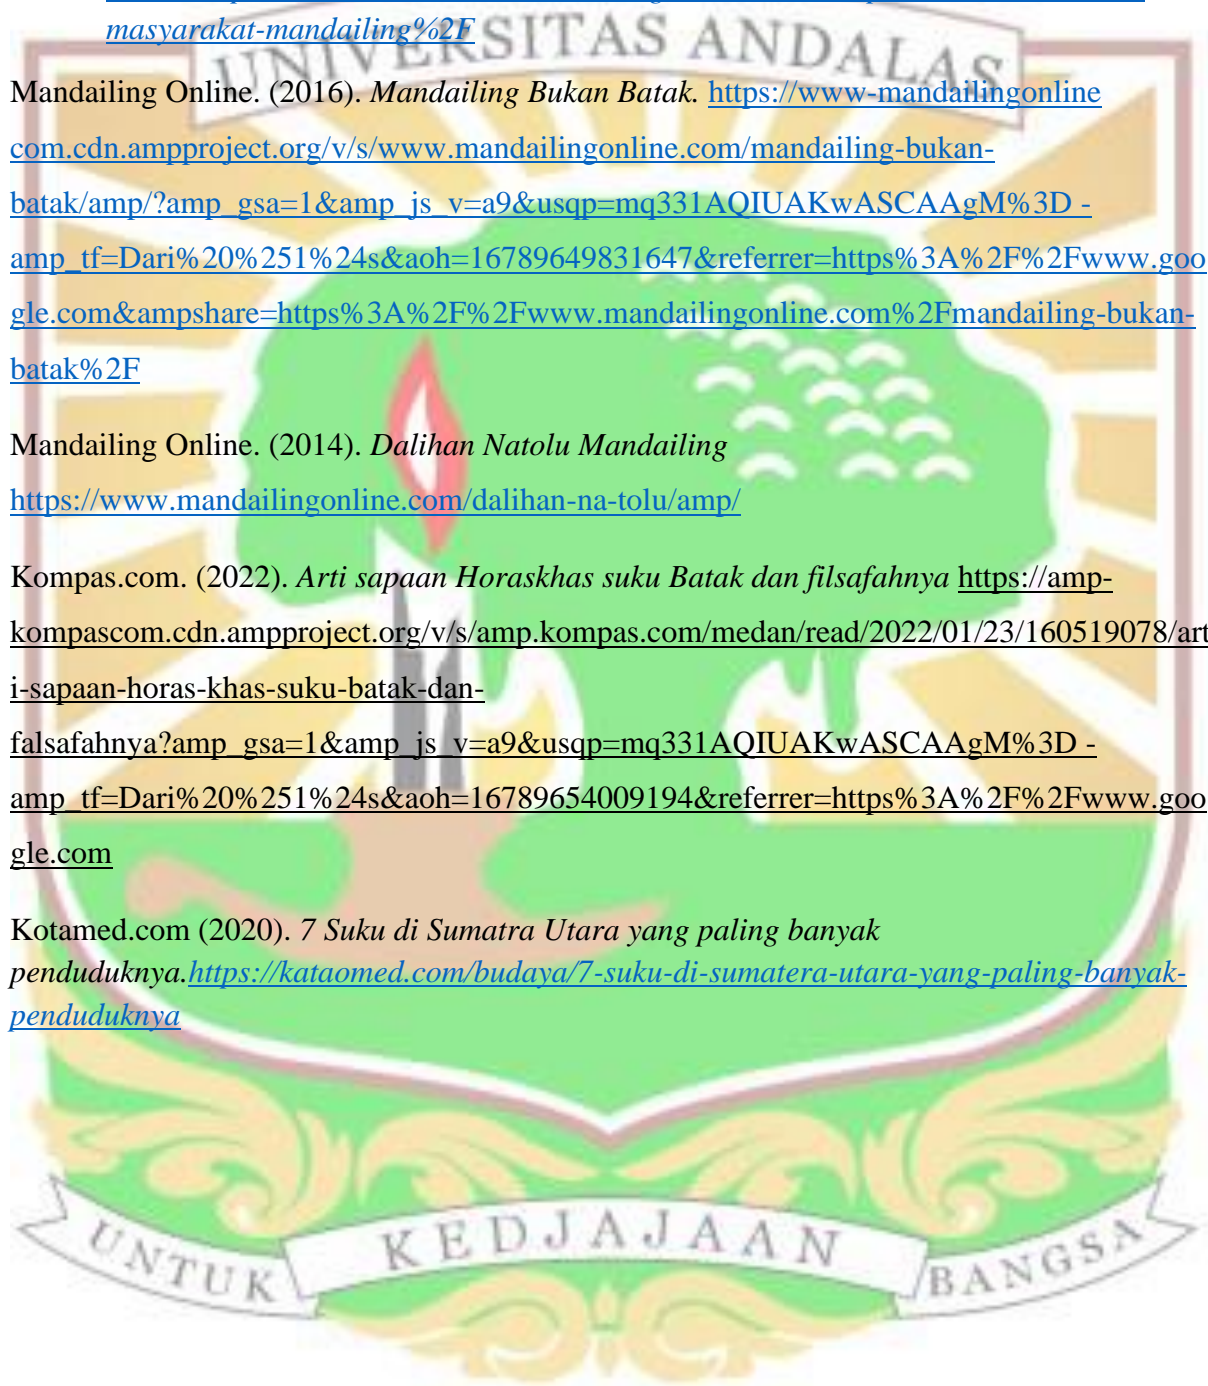 masyarakat-mandailing%2F
UNIVERSITAS ANDALAS
Mandailing Online. (2016). Mandailing Bukan Batak. https://www-mandailingonline
com.cdn.ampproject.org/v/s/www.mandailingonline.com/mandailing-bukan-
batak/amp/?amp_gsa=1&amp_js_v=a9&usqp=mq331AQIUAKwASCAAgM%3D -
amp_tf=Dari%20%251%24s&aoh=16789649831647&referrer=https%3A%2F%2Fwww.goo
gle.com&ampshare=https%3A%2F%2Fwww.mandailingonline.com%2Fmandailing-bukan-
batak%2F
Mandailing Online. (2014). Dalihan Natolu Mandailing
https://www.mandailingonline.com/dalihan-na-tolu/amp/
Kompas.com. (2022). Arti sapaan Horaskhas suku Batak dan filsafahnya https://amp-
kompascom.cdn.ampproject.org/v/s/amp.kompas.com/medan/read/2022/01/23/160519078/art
i-sapaan-horas-khas-suku-batak-dan-
falsafahnya?amp_gsa=1&amp_js_v=a9&usqp=mq331AQIUAKwASCAAgM%3D -
amp_tf=Dari%20%251%24s&aoh=16789654009194&referrer=https%3A%2F%2Fwww.goo
gle.com
Kotamed.com (2020). 7 Suku di Sumatra Utara yang paling banyak
penduduknya.https://kataomed.com/budaya/7-suku-di-sumatera-utara-yang-paling-banyak-
penduduknya
UNTUK KEDJAJAAN BANGSA